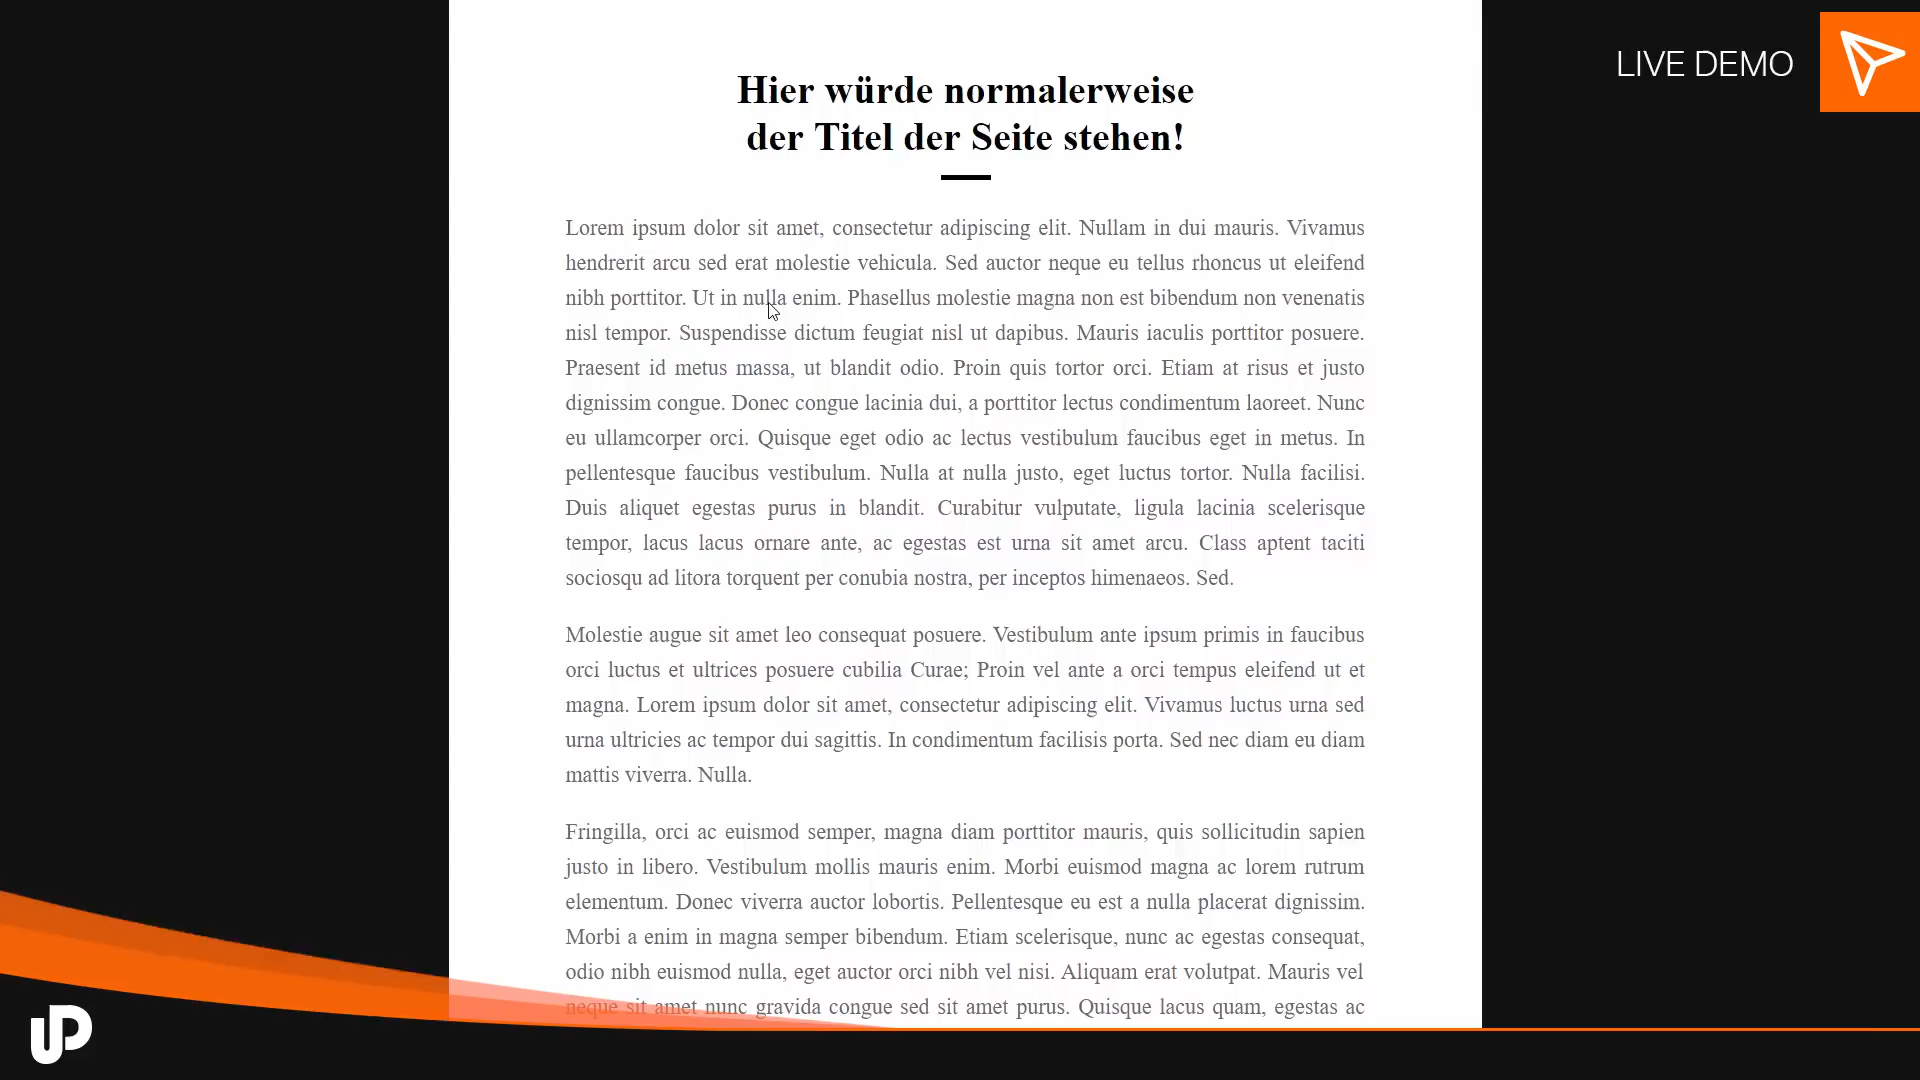 LIVE DEMO
Hier würde normalerweise
der Titel der Seite stehen!
Lorem ipsum dolor sit amet, consectetur adipiscing elit. Nullam in dui mauris. Vivamus
hendrerit arcu sed erat molestie vehicula. Sed auctor neque eu tellus rhoncus ut eleifend
nibh porttitor. Ut in nulla enim. Phasellus molestie magna non est bibendum non venenatis
nisl tempor. Suspendisse dictum feugiat nisl ut dapibus. Mauris iaculis porttitor posuere.
Praesent id metus massa, ut blandit odio. Proin quis tortor orci. Etiam at risus et justo
dignissim congue. Donec congue lacinia dui, a porttitor lectus condimentum laoreet. Nunc
eu ullamcorper orci. Quisque eget odio ac lectus vestibulum faucibus eget in metus. In
pellentesque faucibus vestibulum. Nulla at nulla justo, eget luctus tortor. Nulla facilisi.
Duis aliquet egestas purus in blandit. Curabitur vulputate, ligula lacinia scelerisque
tempor, lacus lacus ornare ante, ac egestas est urna sit amet arcu. Class aptent taciti
sociosqu ad litora torquent per conubia nostra, per inceptos himenaeos. Sed.
Molestie augue sit amet leo consequat posuere. Vestibulum ante ipsum primis in faucibus
orci luctus et ultrices posuere cubilia Curae; Proin vel ante a orci tempus eleifend ut et
magna. Lorem ipsum dolor sit amet, consectetur adipiscing elit. Vivamus luctus urna sed
urna ultricies ac tempor dui sagittis. In condimentum facilisis porta. Sed nec diam eu diam
mattis viverra. Nulla.
Fringilla, orci ac euismod semper, magna diam porttitor mauris, quis sollicitudin sapien
justo in libero. Vestibulum mollis mauris enim. Morbi euismod magna ac lorem rutrum
elementum. Donec viverra auctor lobortis. Pellentesque eu est a nulla placerat dignissim.
Morbi a enim in magna semper bibendum. Etiam scelerisque, nunc ac egestas consequat,
odio nibh euismod nulla, eget auctor orci nibh vel nisi. Aliquam erat volutpat. Mauris vel
neque sit amet nunc gravida congue sed sit amet purus. Quisque lacus quam, egestas ac
UP